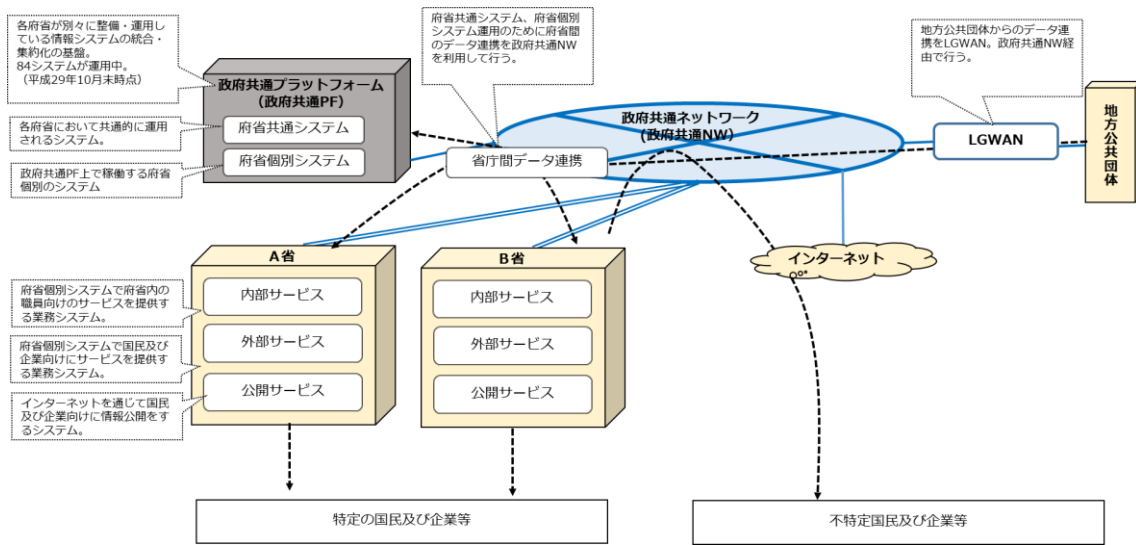 各府省が別々に整備・運用し
ている情報システムの統合・
集約化の基盤。
84システムが運用中。
（平成29年10月末時点）
府省共通システム、府省個別
システム運用のために府省間
のデータ連携を政府共通NW
を利用して行う。
地方公共団体からのデータ連
携をLGWAN。政府共通NW経
由で行う。
政府共通プラットフォーム
（政府共通PF）
府省共通システム
府省個別システム
各府省において共通的に運用
されるシステム。
政府共通PF上で稼働する府省
個別のシステム
政府共通ネットワーク
（政府共通NW）
省庁間データ連携
LGWAN
地方公共団体
インターネット
A省
内部サービス
外部サービス
公開サービス
B省
内部サービス
外部サービス
公開サービス
府省個別システムで府省内の
職員向けのサービスを提供す
る業務システム。
府省個別システムで国民及び
企業向けにサービスを提供す
る業務システム。
インターネットを通じて国民
及び企業向けに情報公開をす
るシステム。
特定の国民及び企業等
不特定国民及び企業等